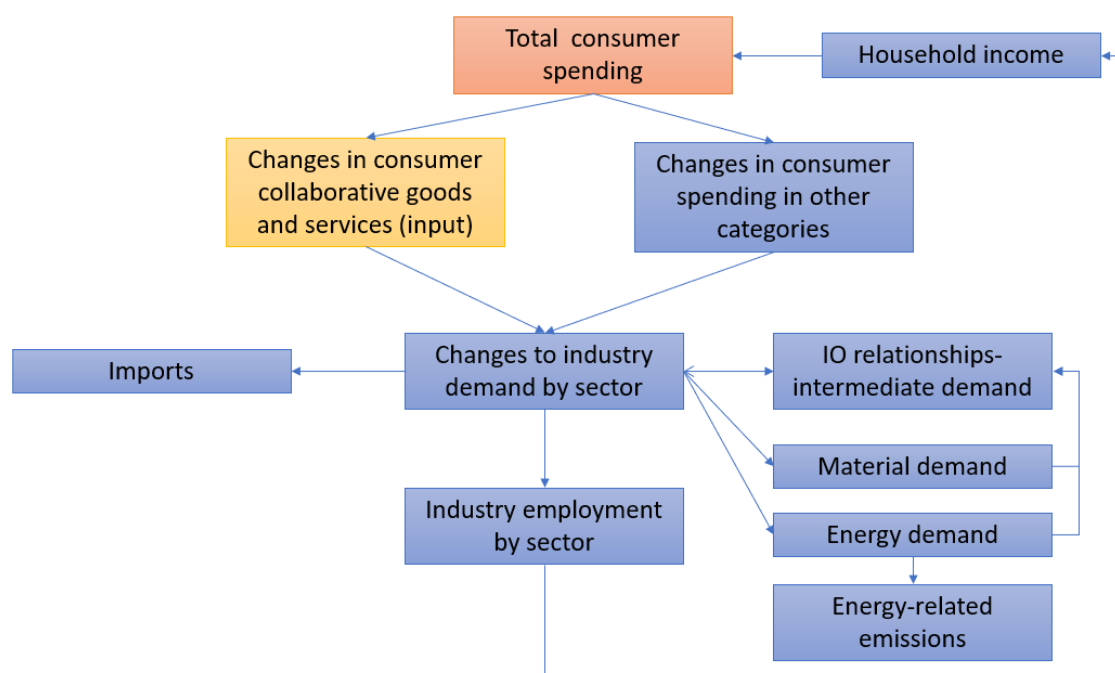 Total consumer
spending
Household income
Changes in consumer
collaborative goods
and services (input)
Changes in consumer
spending in other
categories
Imports
Changes to industry
demand by sector
IO relationships-
intermediate demand
Material demand
Industry employment
by sector
Energy demand
Energy-related
emissions